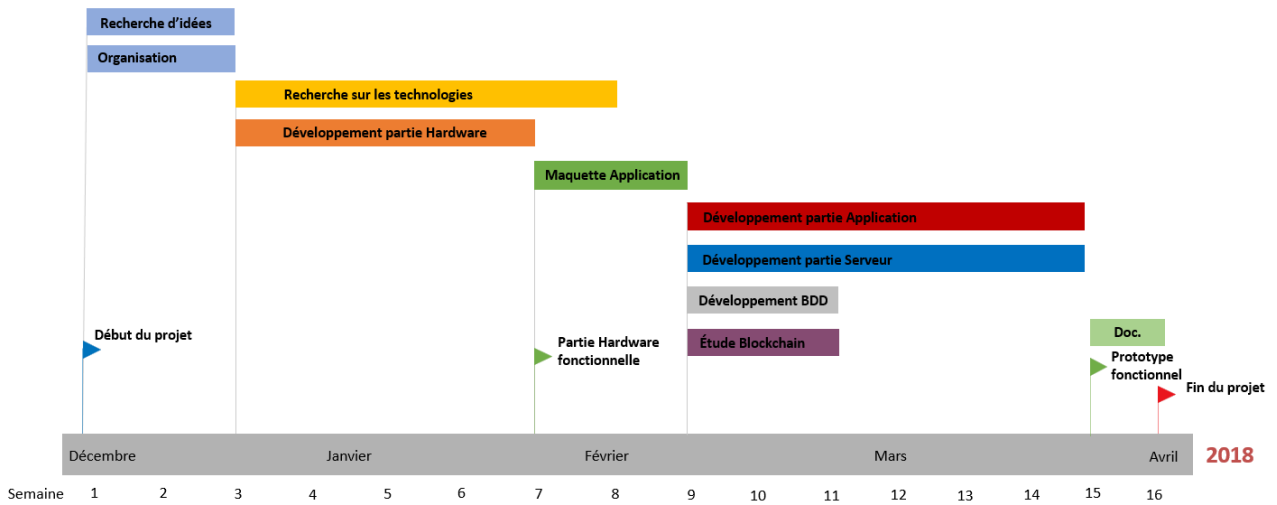 Recherche d'idées
Organisation
Recherche sur les technologies
Développement partie Hardware
Maquette Application
Développement partie Application
Développement partie Serveur
Développement BDD
Étude Blockchain
Début du projet
Partie Hardware
fonctionnelle
Doc.
Prototype
fonctionnel
Fin du projet
Décembre Janvier Février Mars Avril 2018
Semaine 1 2 3 4 5 6 7 8 9 10 11 12 13 14 15 16